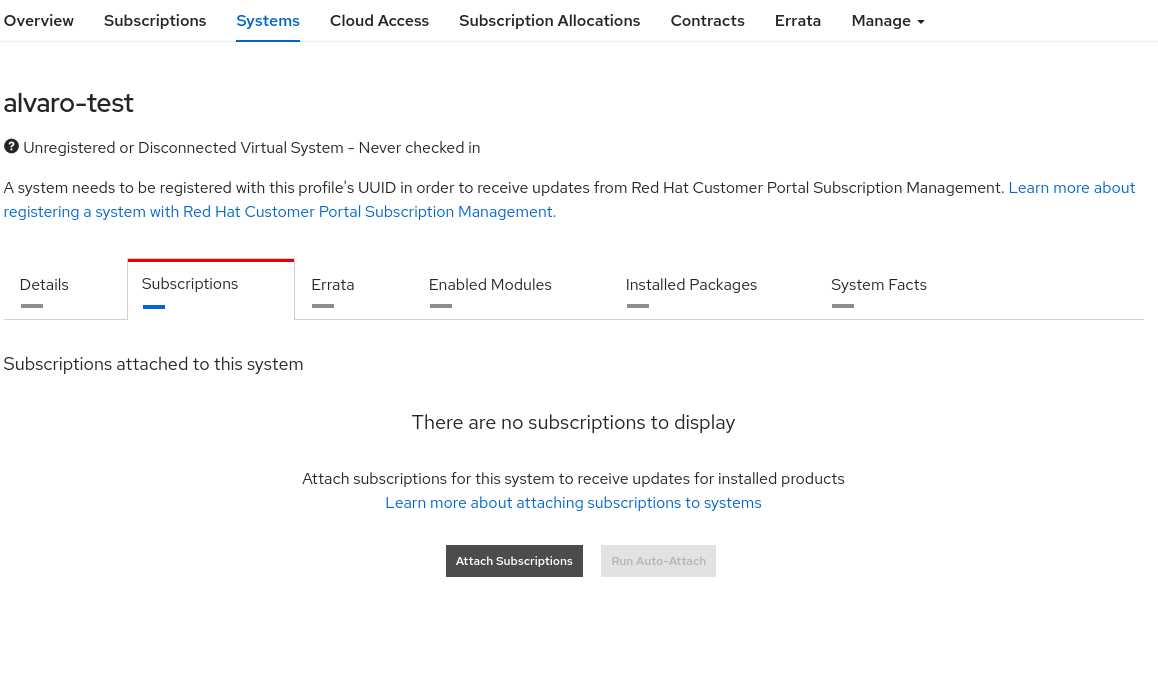 Overview Subscriptions Systems Cloud Access Subscription Allocations Contracts Errata Manage
alvaro-test
Unregistered or Disconnected Virtual System - Never checked in
A system needs to be registered with this profile's UUID in order to receive updates from Red Hat Customer Portal Subscription Management. Learn more about
registering a system with Red Hat Customer Portal Subscription Management.
Details Subscriptions Errata Enabled Modules Installed Packages System Facts
Subscriptions attached to this system
There are no subscriptions to display
Attach subscriptions for this system to receive updates for installed products
Learn more about attaching subscriptions to systems
Attach Subscriptions Run Auto-Attach